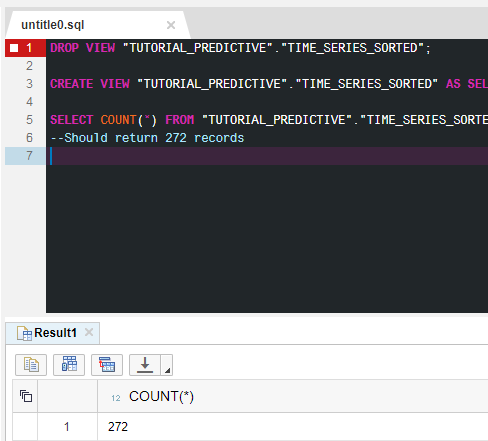 untitle0.sql ×
1 DROP VIEW "TUTORIAL_PREDICTIVE"."TIME_SERIES_SORTED";
2
3 CREATE VIEW "TUTORIAL_PREDICTIVE"."TIME_SERIES_SORTED" AS SEL
4
5 SELECT COUNT(*) FROM "TUTORIAL_PREDICTIVE"."TIME_SERIES_SORTE
6 --Should return 272 records
7
Result1 ×
12 COUNT(*)
1 272